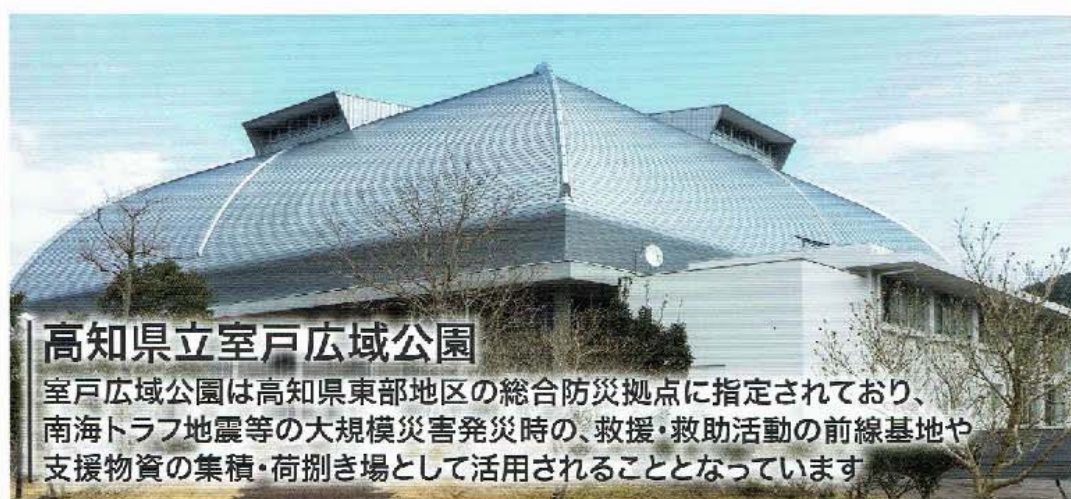 高知県立室戸広域公園
室戸広域公園は高知県東部地区の総合防災拠点に指定されており、
南海トラフ地震等の大規模災害発災時の、救援・救助活動の前線基地や
支援物資の集積・荷捌き場として活用されることとなっています